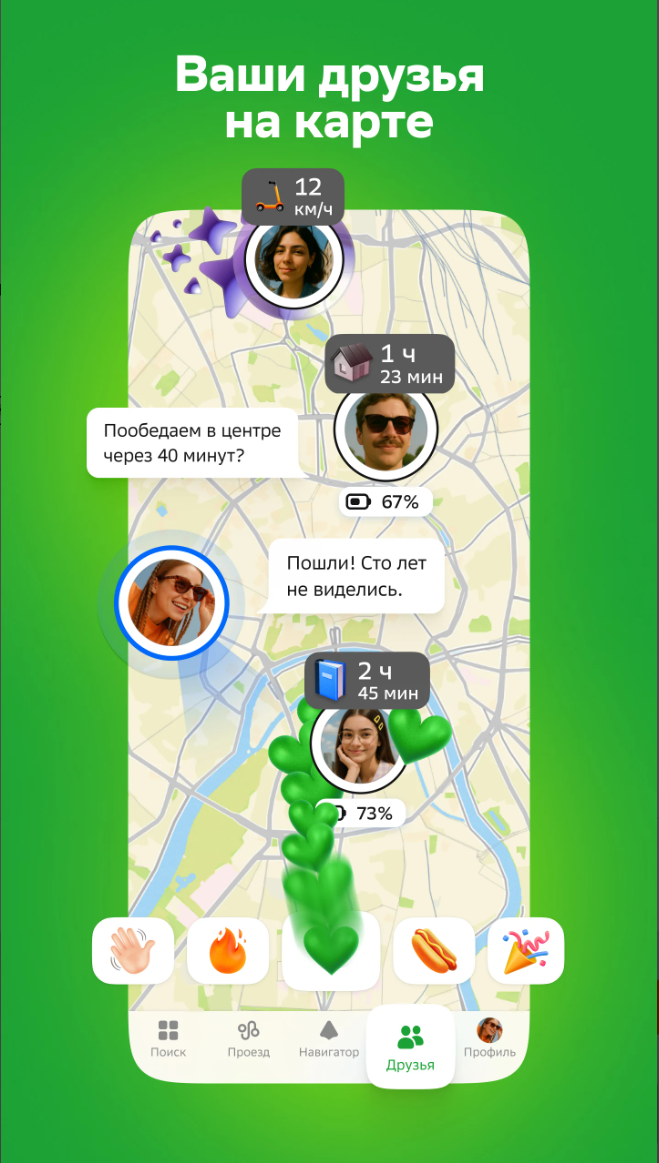 Ваши друзья
на карте
12
км/ч
1 ч
23 мин
Пообедаем в центре
через 40 минут?
67%
Пошли! Сто лет
не виделись.
2 ч
45 мин
73%
Поиск
Проезд
Навигатор
Друзья
Профиль